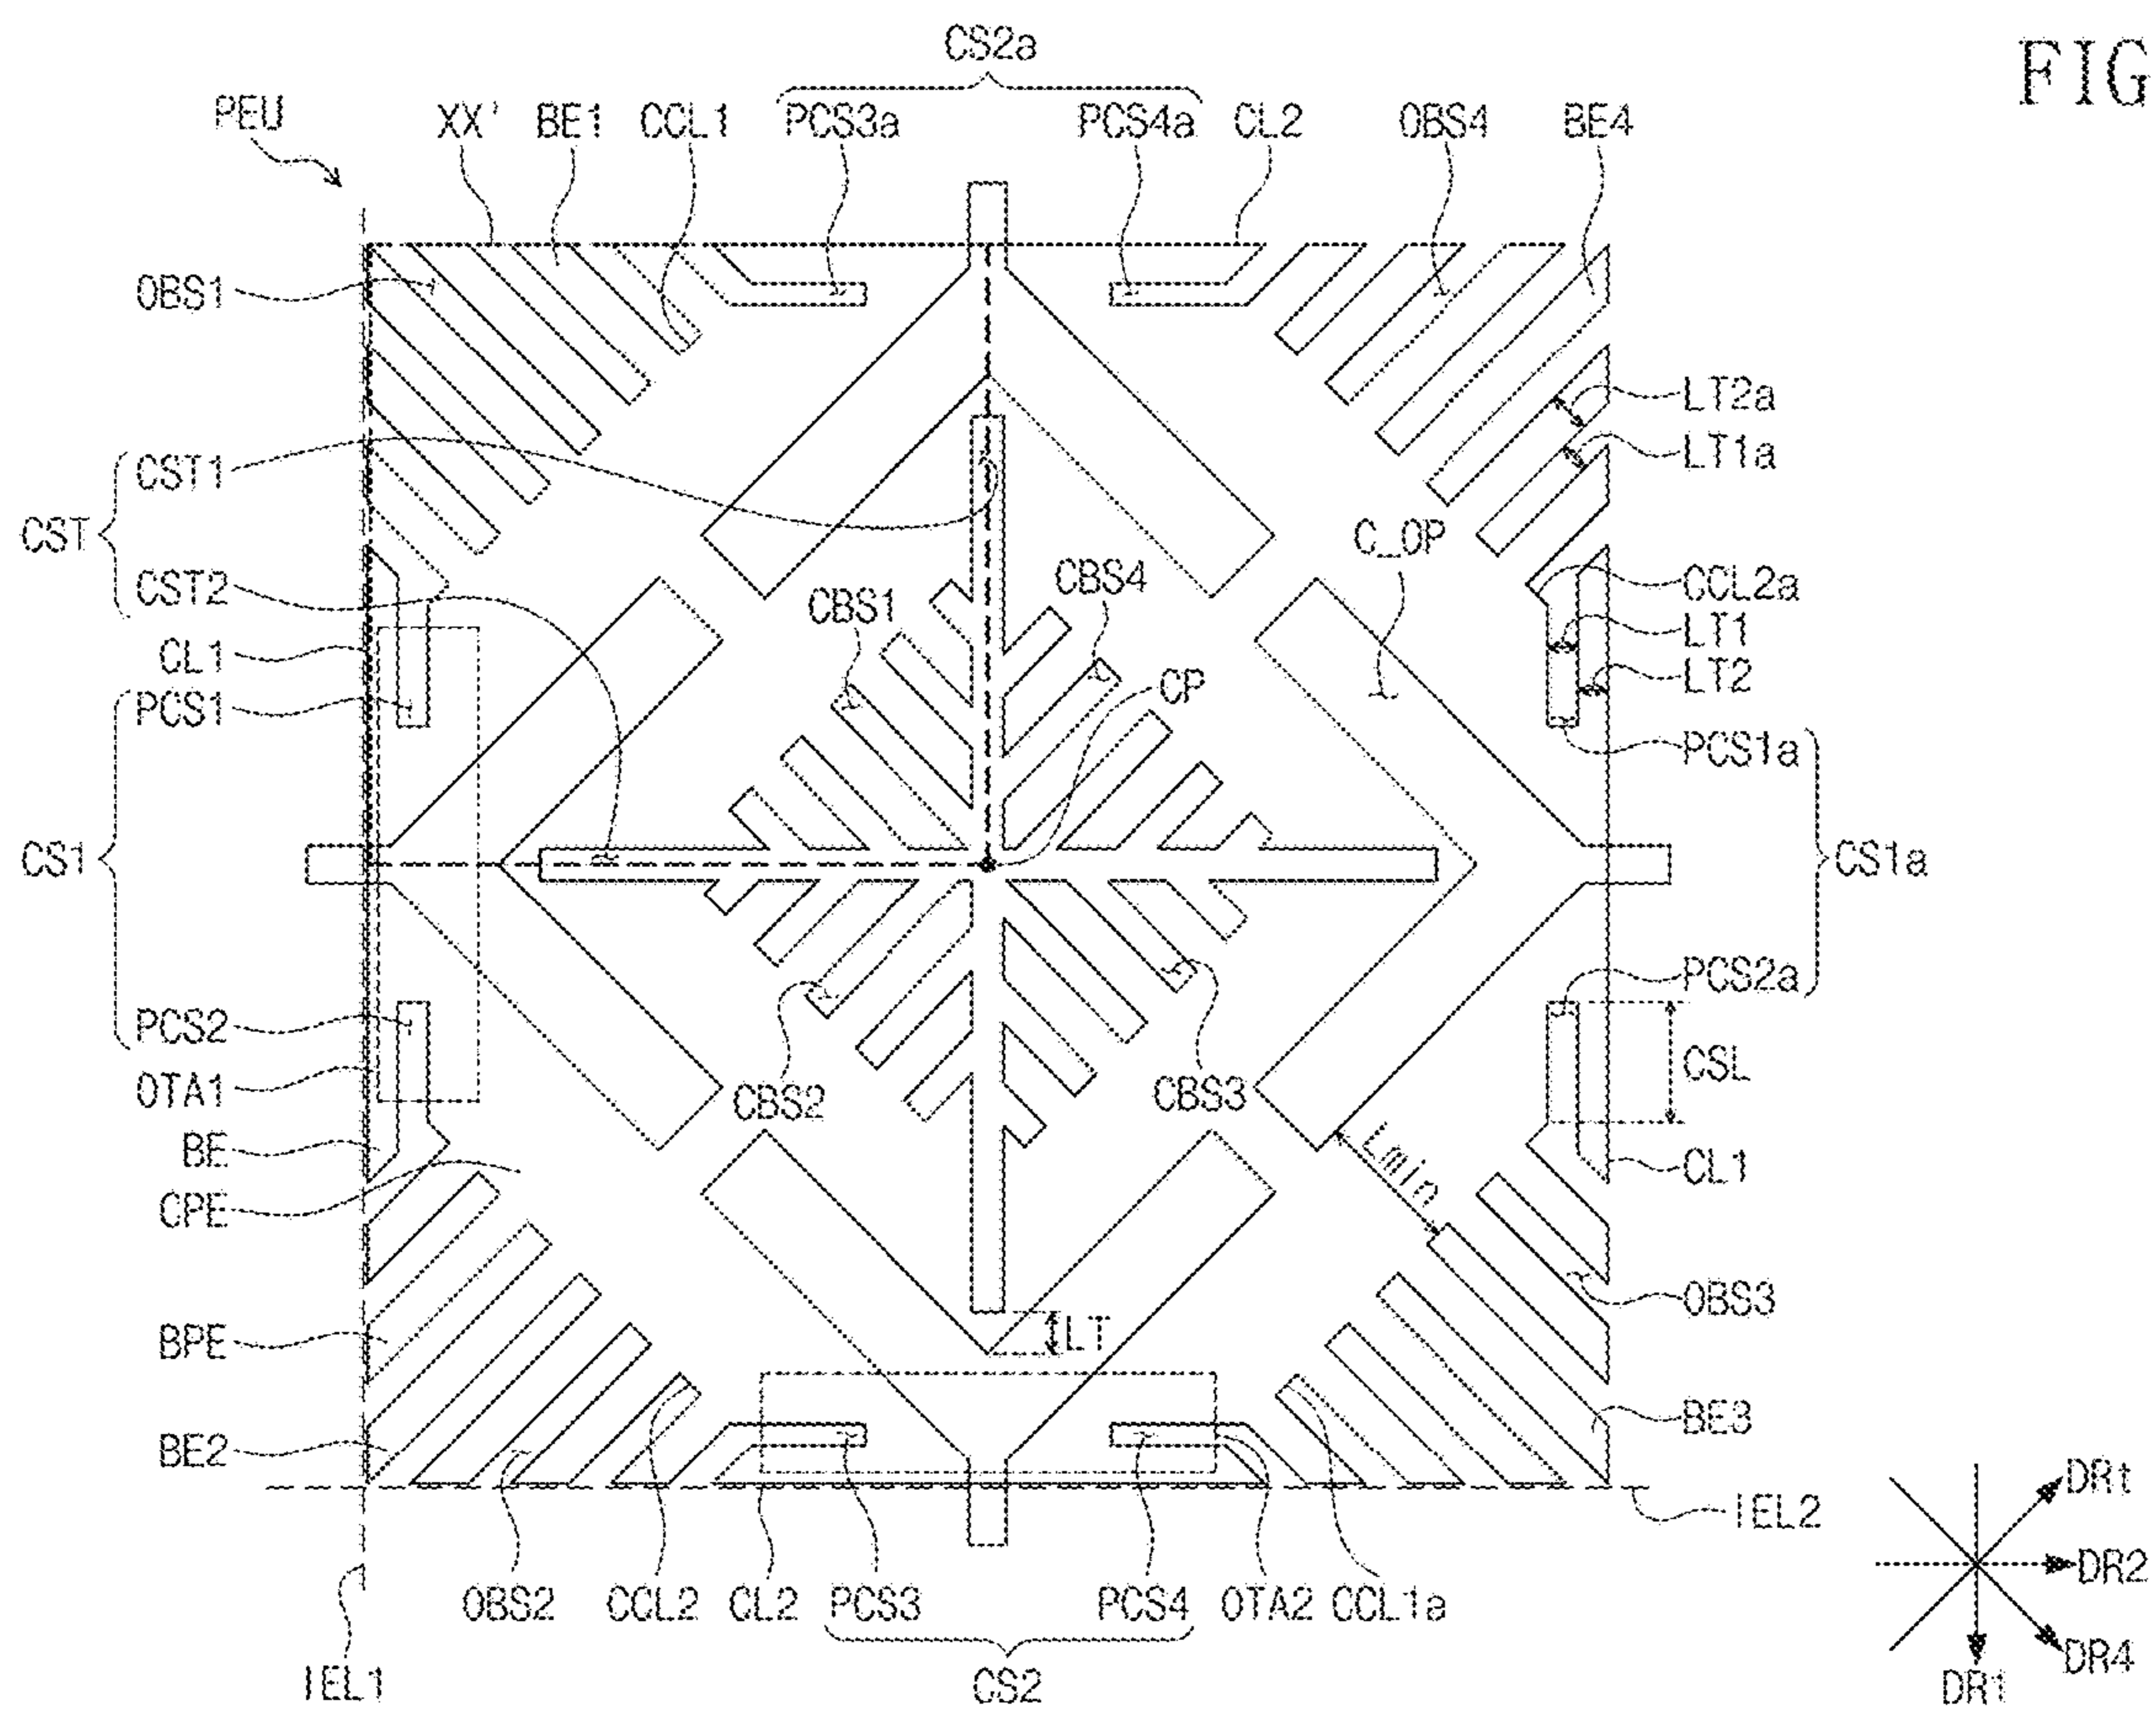 FIG
CS2a
PEU
XX'
BE1
CCL1
PCS3a
PCS4a
CL2
OBS4
BE4
OBS1
LT2a
LT1a
CST1
CST
CST2
C_OP
CCL2a
CBS4
CBS1
LT1
CL1
LT2
CP
PCS1
PCS1a
CS1
CS1a
PCS2a
PCS2
CSL
OTA1
CBS2
CBS3
BE
Lmin
CL1
CPE
OBS3
BPE
LT
BE3
BE2
DRt
IEL2
DR2
OBS2
CCL2
CL2
PCS3
PCS4
OTA2
CCL1a
DR4
IEL1
CS2
DR1